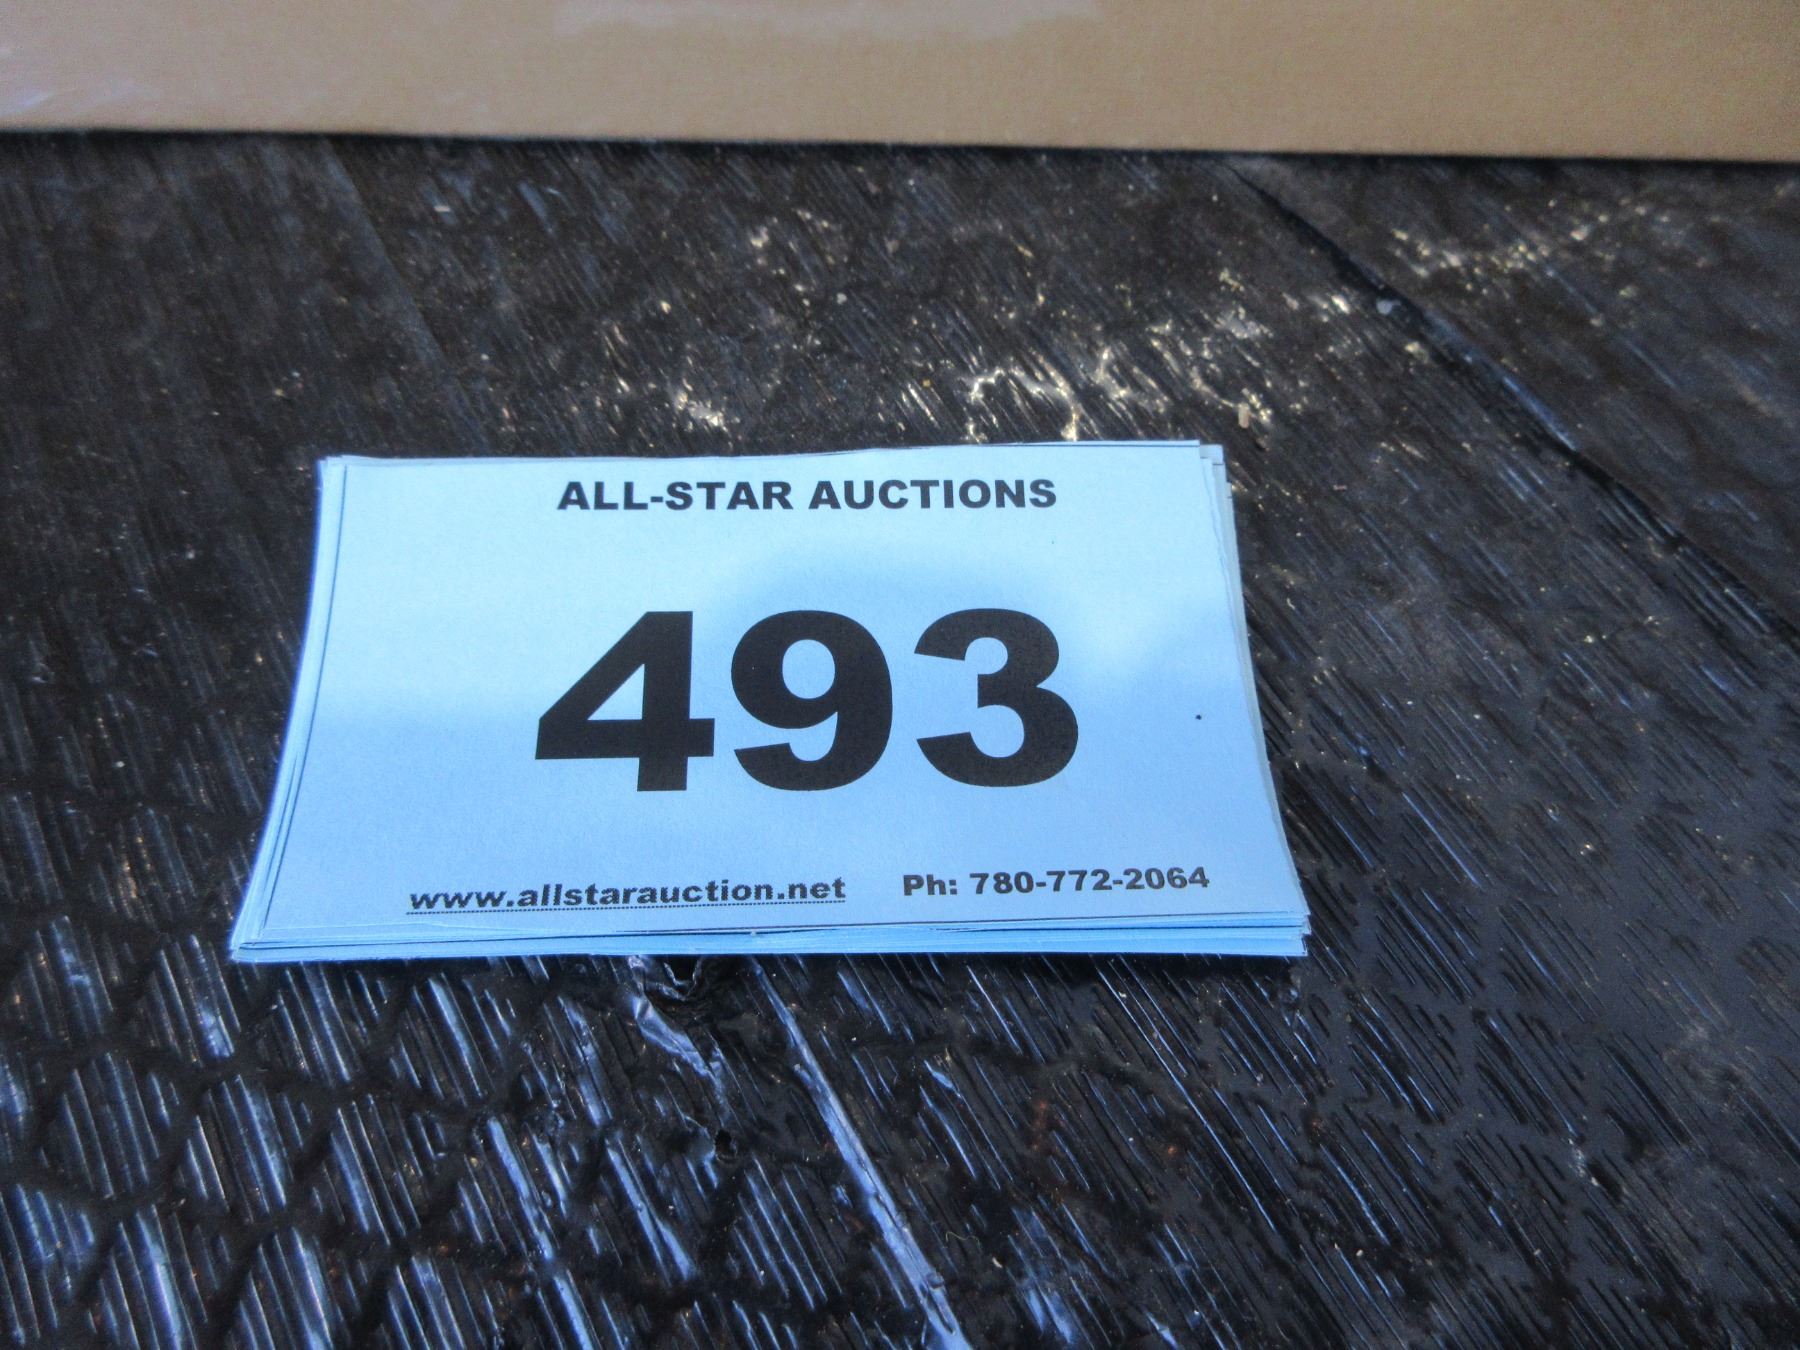 ALL-STAR AUCTIONS
493
www.allstarauction.net Ph: 780-772-2064